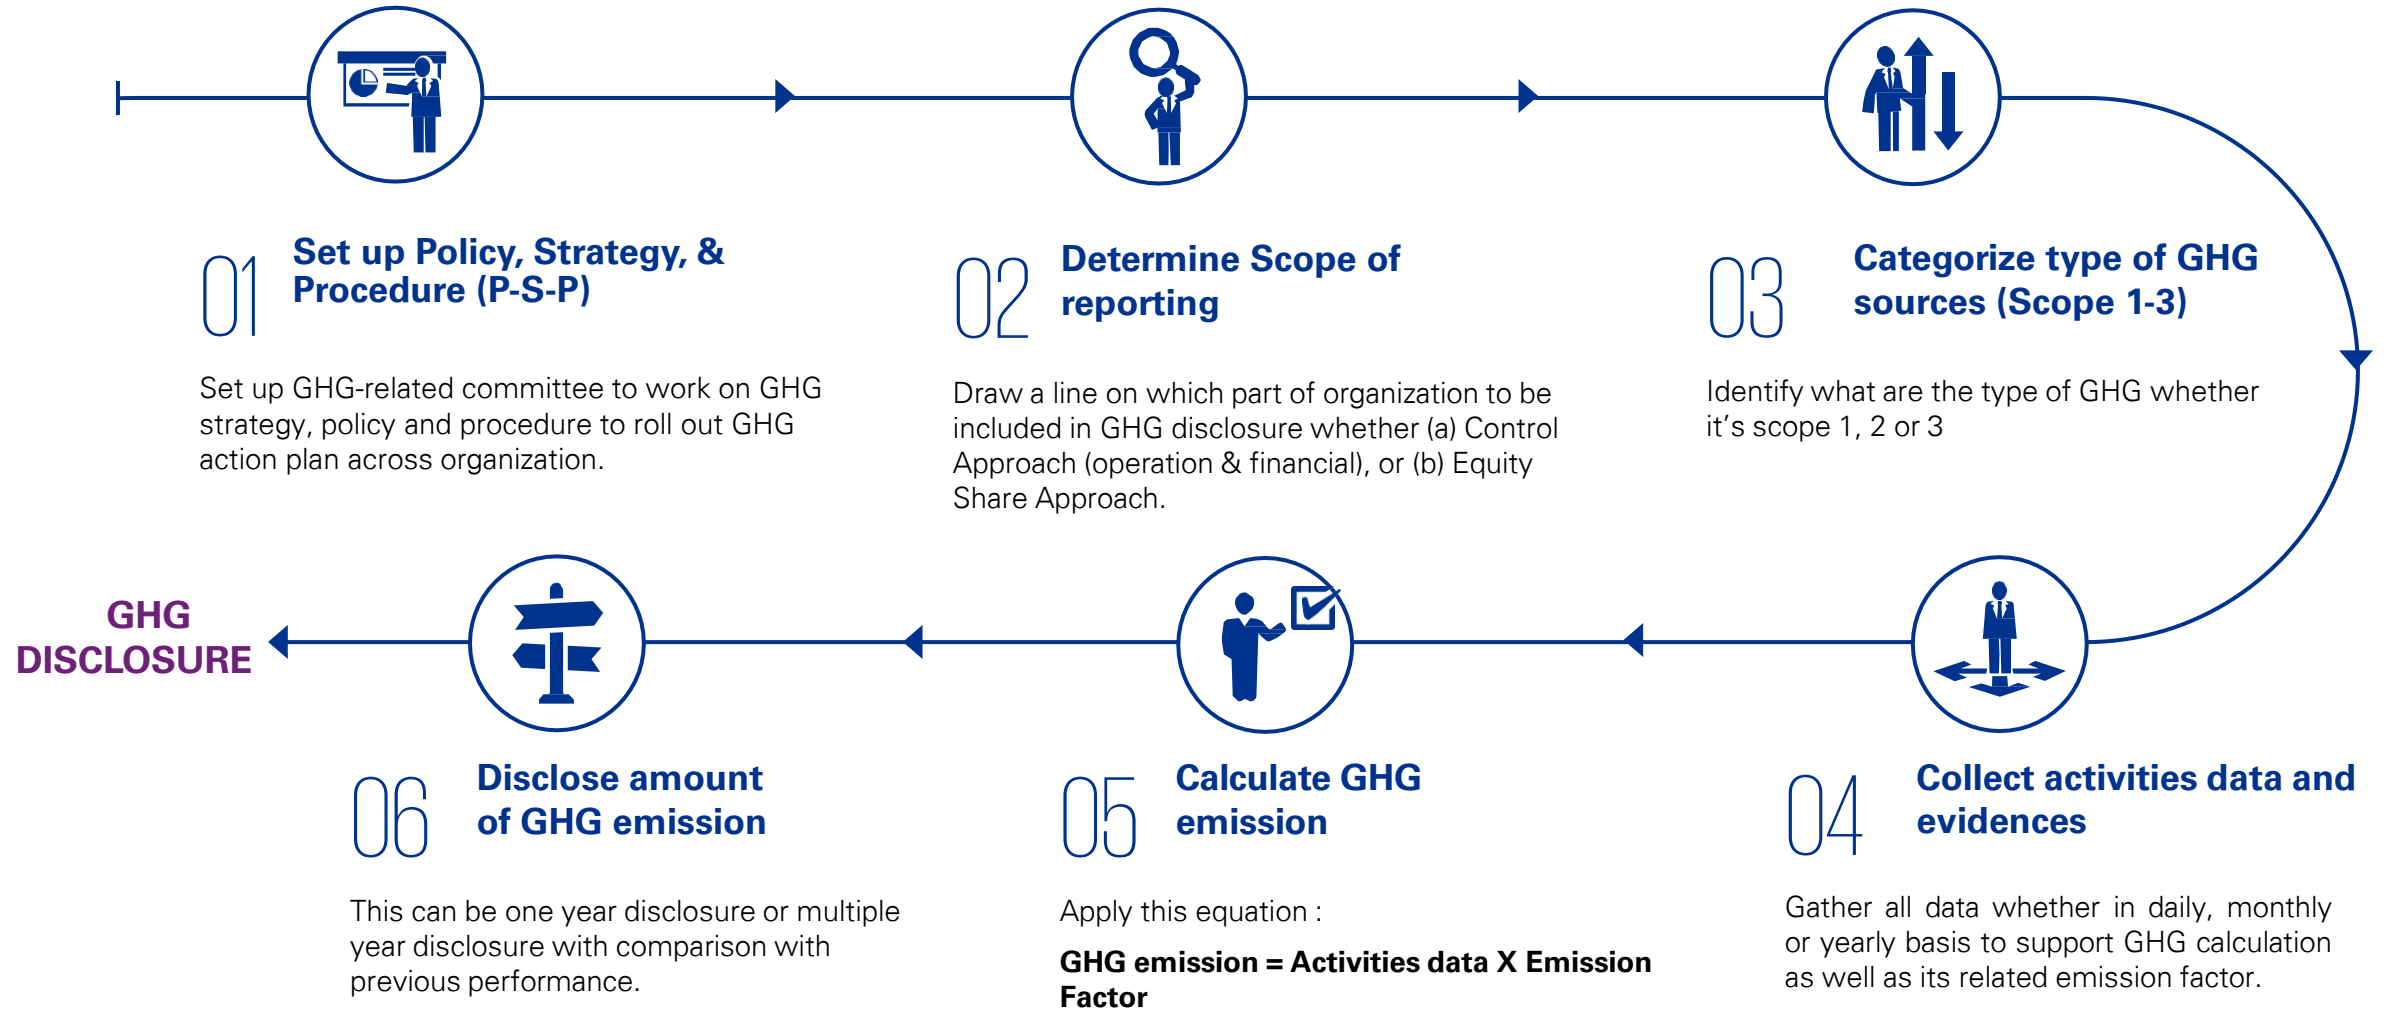 01
Set up Policy, Strategy, &
Procedure (P-S-P)
Set up GHG-related committee to work on GHG
strategy, policy and procedure to roll out GHG
action plan across organization.
02
Determine Scope of
reporting
Draw a line on which part of organization to be
included in GHG disclosure whether (a) Control
Approach (operation & financial), or (b) Equity
Share Approach.
03
Categorize type of GHG
sources (Scope 1-3)
Identify what are the type of GHG whether
it's scope 1, 2 or 3
04
Collect activities data and
evidences
Gather all data whether in daily, monthly
or yearly basis to support GHG calculation
as well as its related emission factor.
05
Calculate GHG
emission
Apply this equation :
GHG emission = Activities data X Emission
Factor
06
Disclose amount
of GHG emission
This can be one year disclosure or multiple
year disclosure with comparison with
previous performance.
GHG
DISCLOSURE